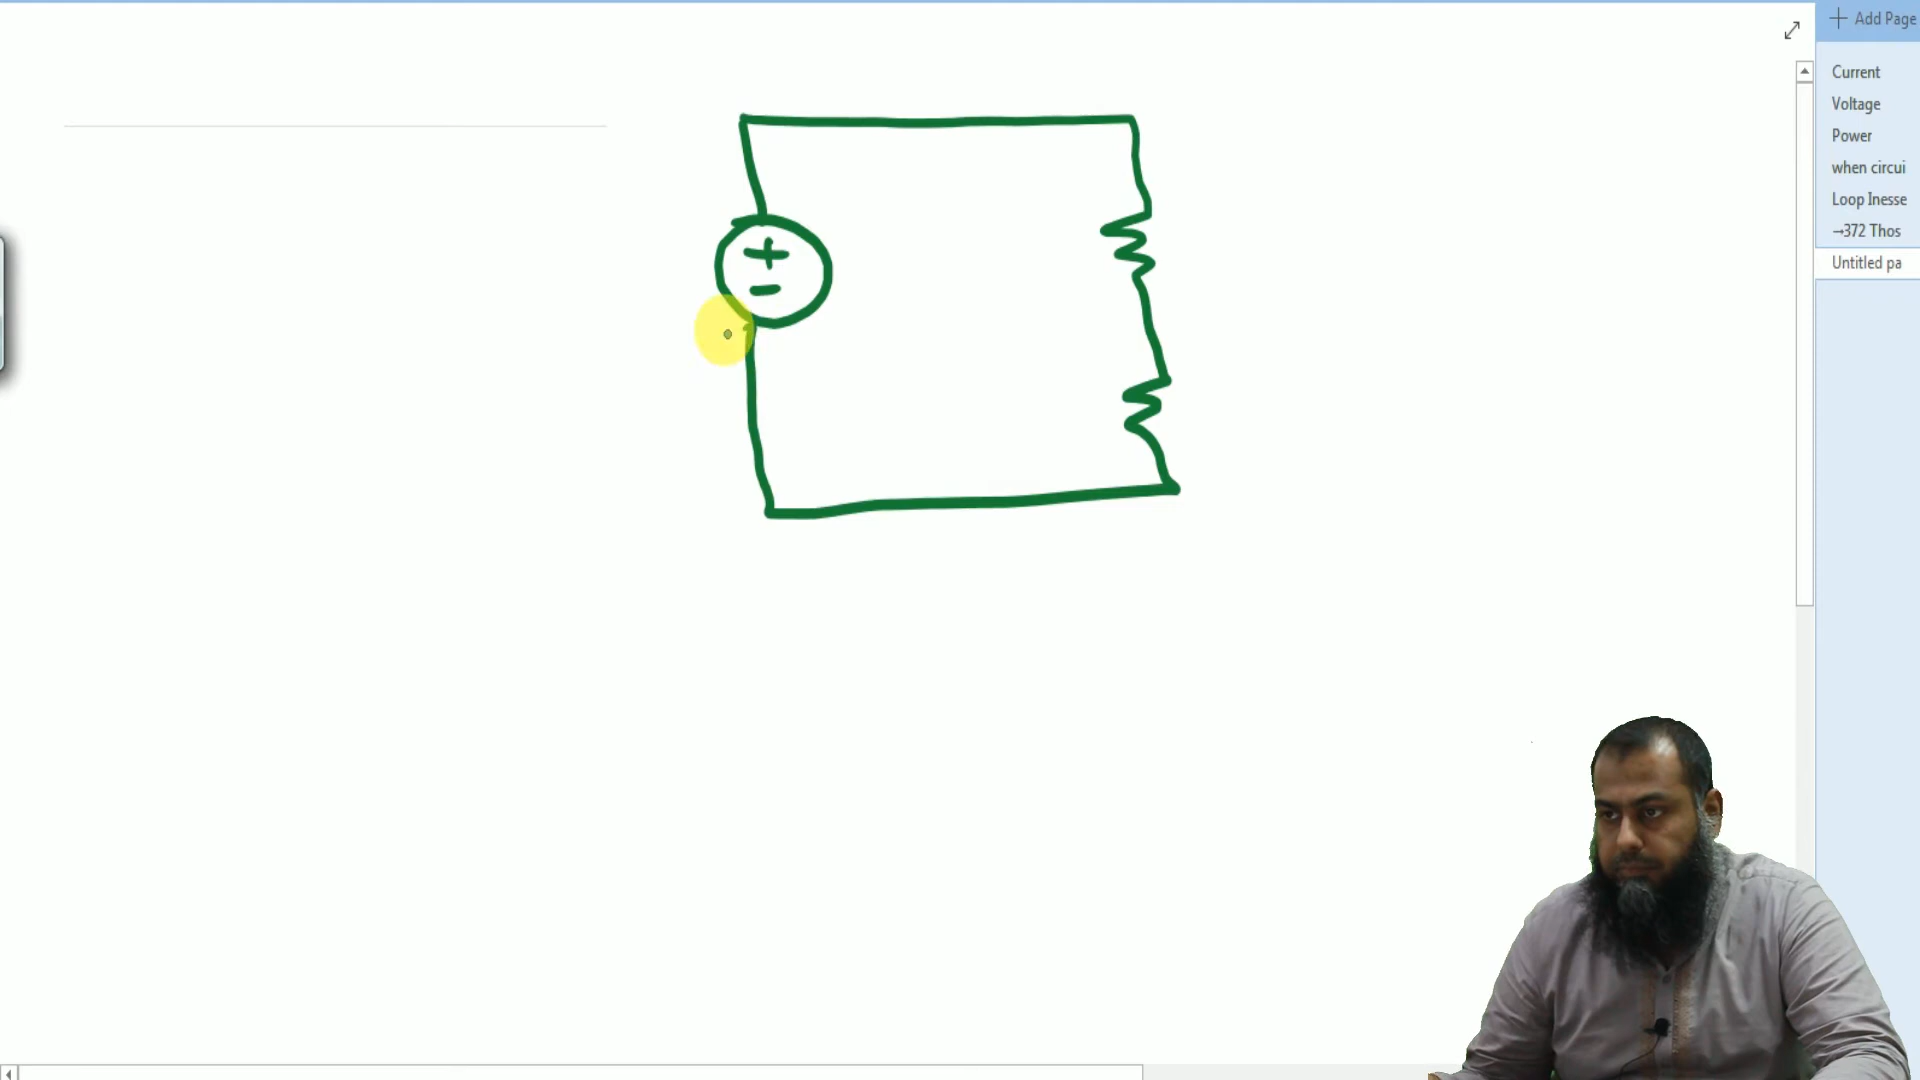 Add Page
Current
Voltage
Power
when circui
Loop Inesse
→372 Thos
Untitled pa
+
−